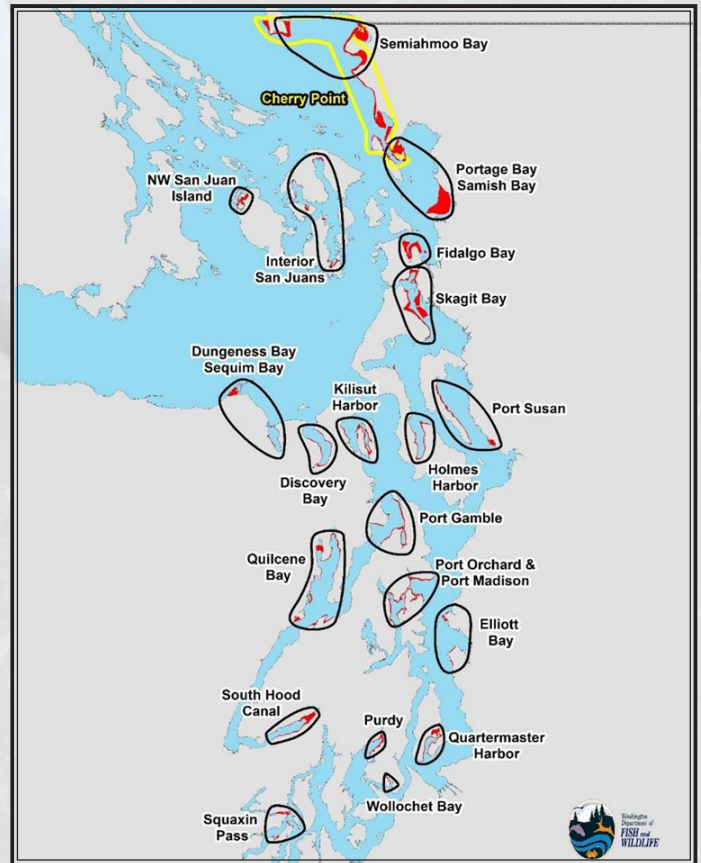 Semiahmoo Bay
Cherry Point
Portage Bay
Samish Bay
NW San Juan
Island
Interior
San Juans
Fidalgo Bay
Skagit Bay
Dungeness Bay
Sequim Bay
Kilisut
Harbor
Port Susan
Discovery
Bay
Holmes
Harbor
Port Gamble
Quilcene
Bay
Port Orchard &
Port Madison
Elliott
Bay
South Hood
Canal
Purdy
Quartermaster
Harbor
Wollochet Bay
Squaxin
Pass
Washington
Department of
FISH and
WILDLIFE